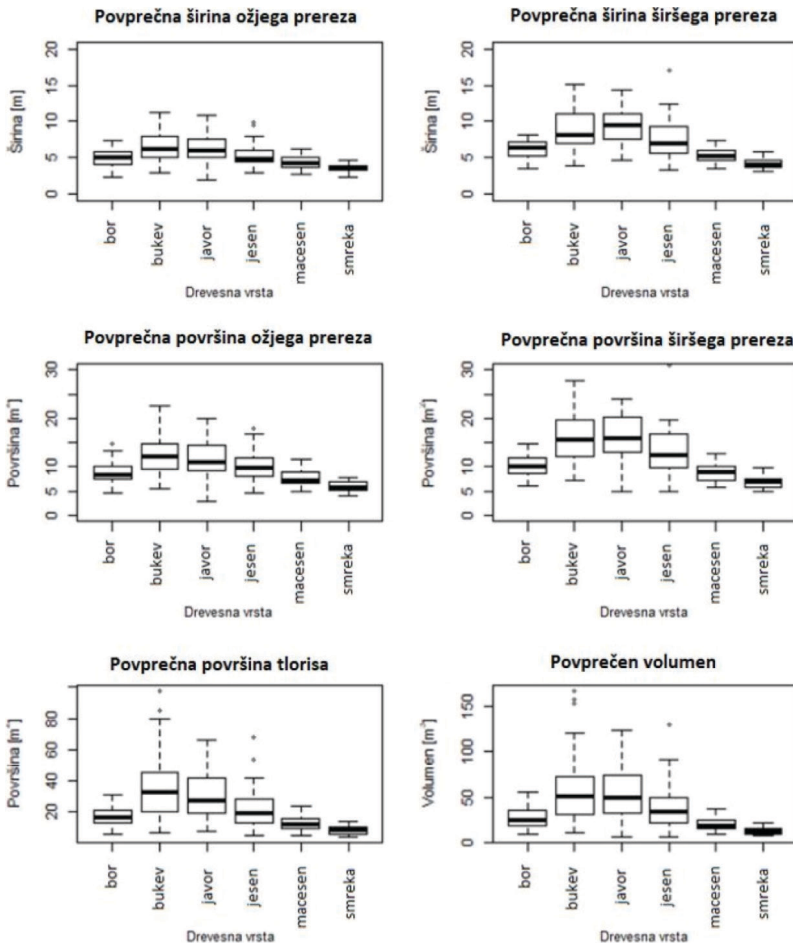 Povprečna širina ožjega prereza
Širina [m]
20
15
10
5
0
bor
bukev
javor
jesen
macesen
smreka
Drevesna vrsta
Povprečna širina širšega prereza
Širina [m]
20
15
10
5
0
bor
bukev
javor
jesen
macesen
smreka
Drevesna vrsta
Povprečna površina ožjega prereza
Površina [m²]
30
20
10
5
0
bor
bukev
javor
jesen
macesen
smreka
Drevesna vrsta
Povprečna površina širšega prereza
Površina [m²]
30
20
10
5
0
bor
bukev
javor
jesen
macesen
smreka
Drevesna vrsta
Povprečna površina tlorisa
Površina [m²]
80
60
40
20
bor
bukev
javor
jesen
macesen
smreka
Drevesna vrsta
Povprečen volumen
Volumen [m³]
150
100
50
0
bor
bukev
javor
jesen
macesen
smreka
Drevesna vrsta